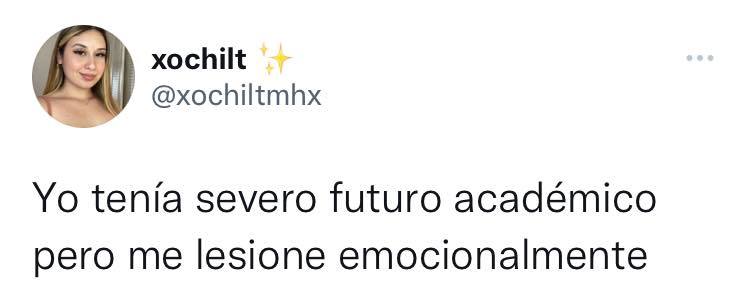 xochilt ✨
@xochiltmhx
Yo tenía severo futuro académico
pero me lesione emocionalmente